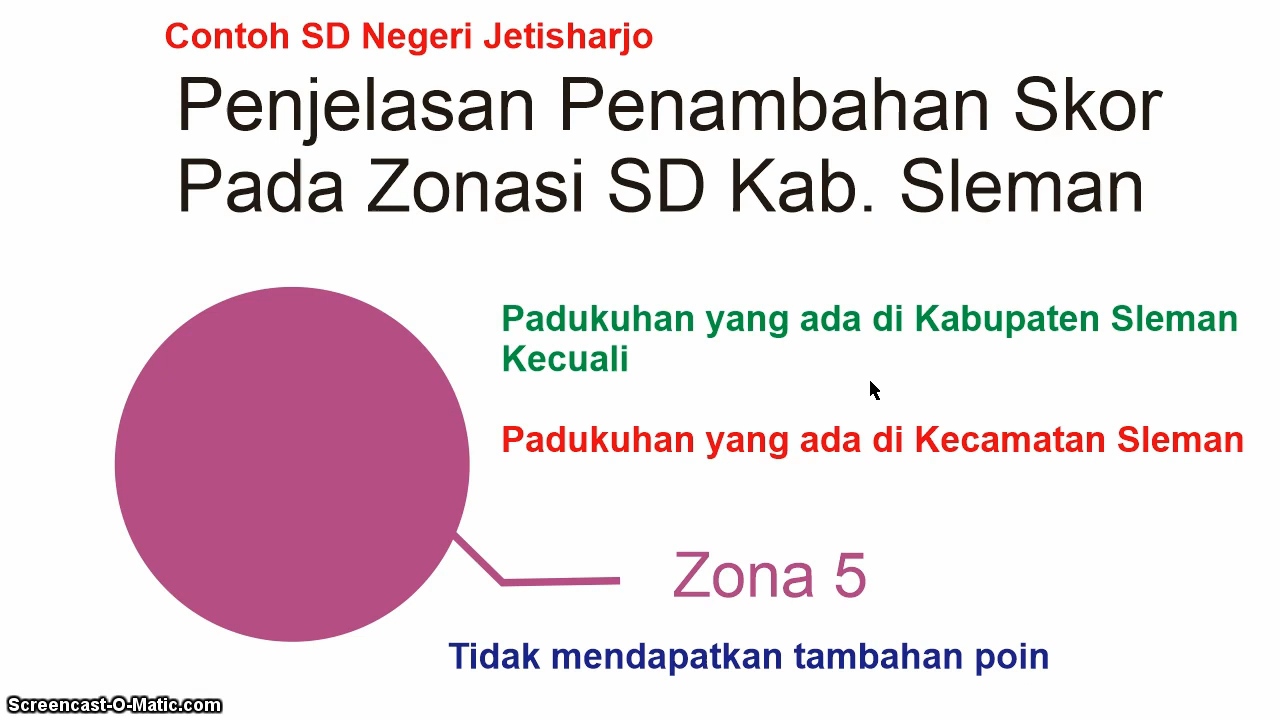 Contoh SD Negeri Jetisharjo
Penjelasan Penambahan Skor
Pada Zonasi SD Kab. Sleman
Padukuhan yang ada di Kabupaten Sleman
Kecuali
Padukuhan yang ada di Kecamatan Sleman
Zona 5
Tidak mendapatkan tambahan poin
Screencast-O-Matic.com